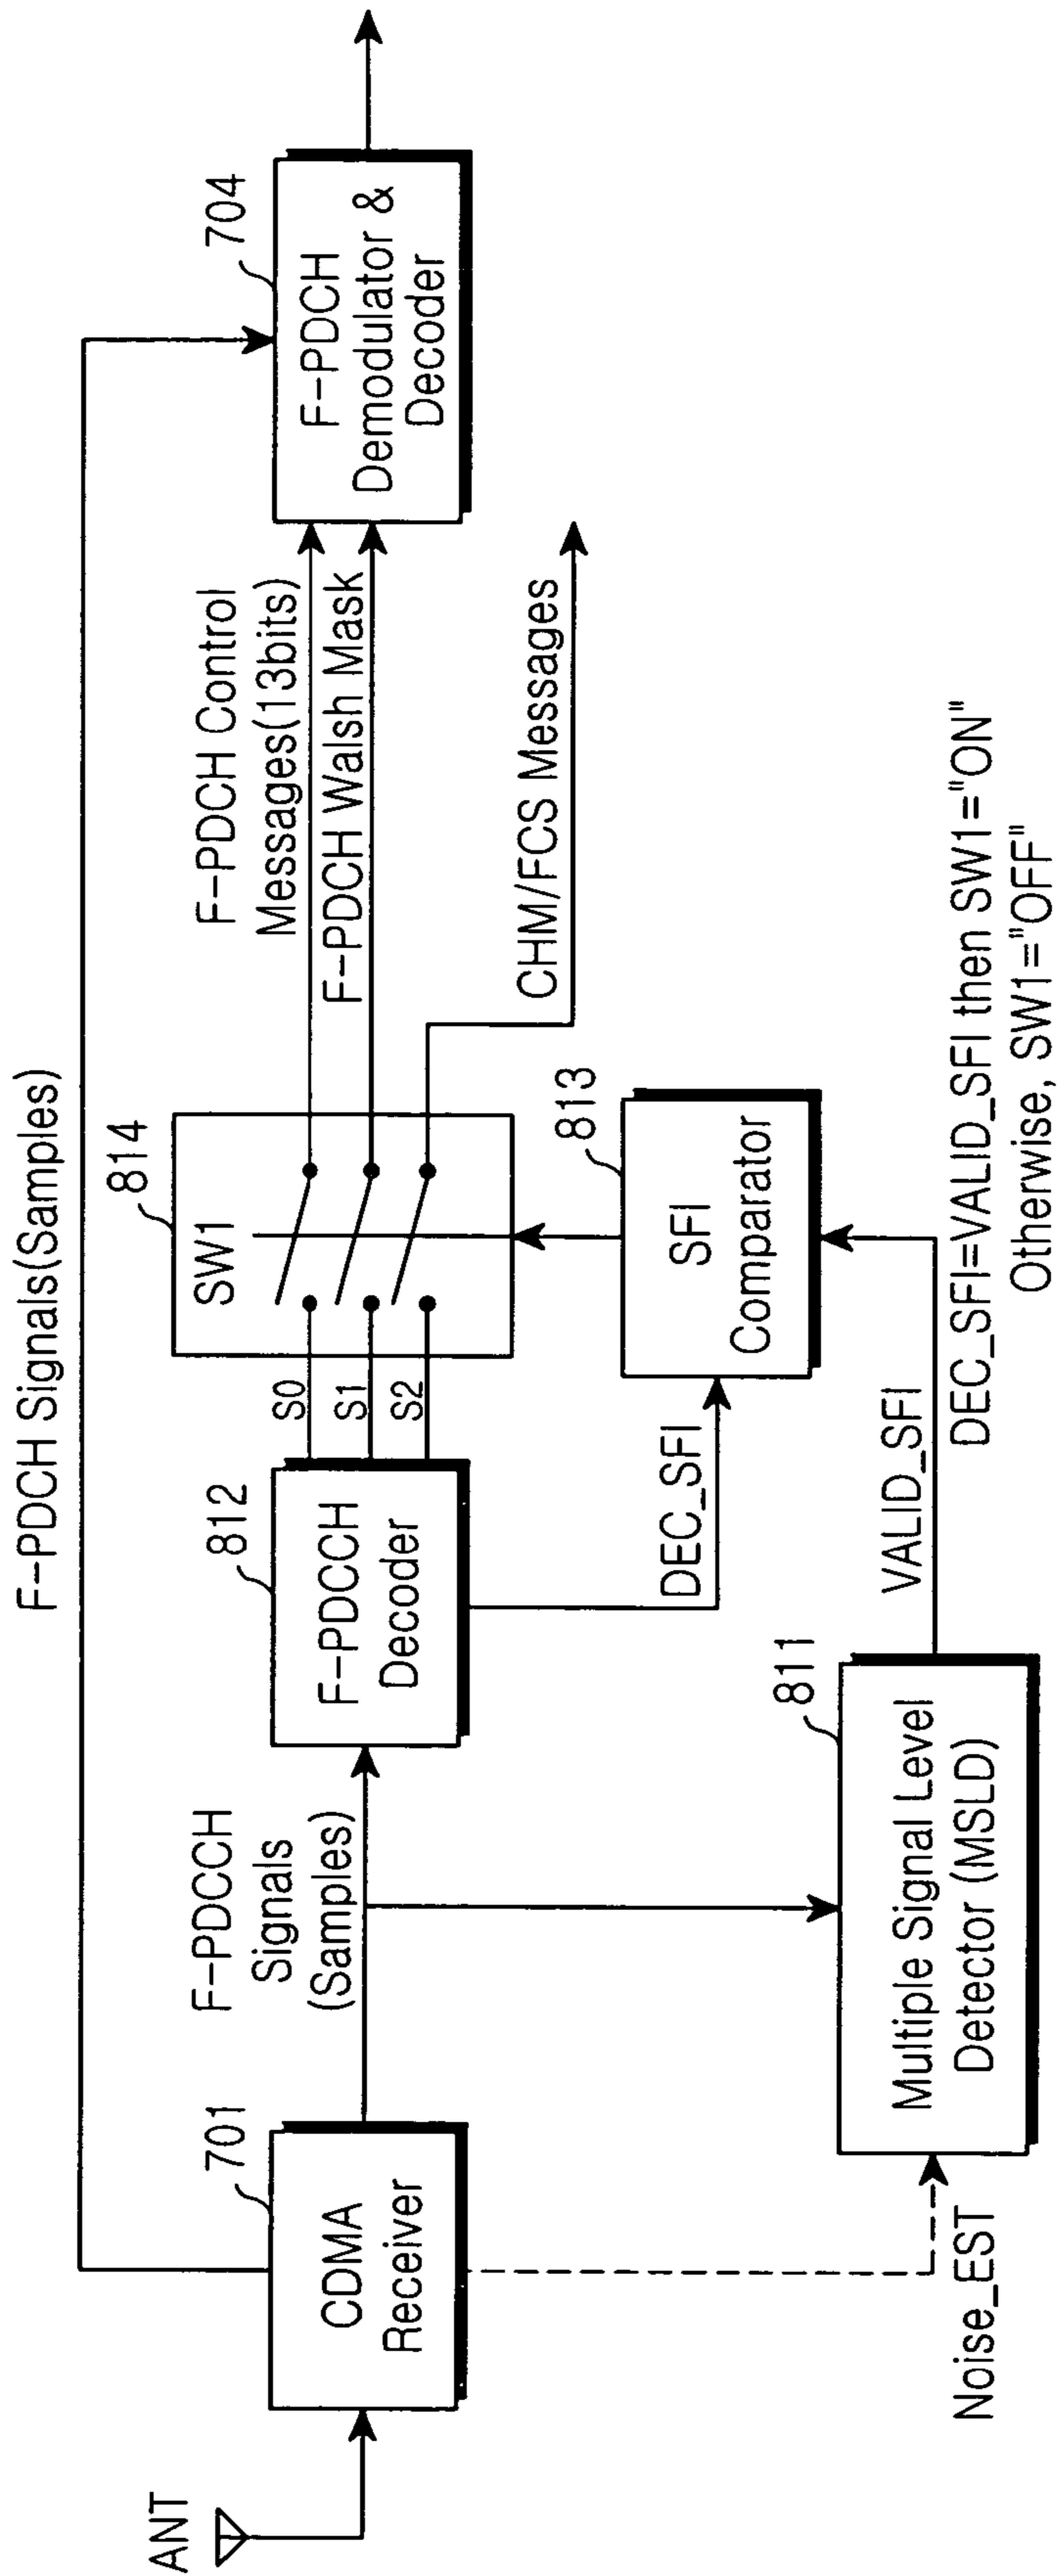 F-PDCH Signals(Samples)
ANT
701
CDMA
Receiver
F-PDCCH
Signals
(Samples)
812
F-PDCCH
Decoder
S0
S1
S2
814
SW1
F-PDCH Control
Messages(13bits)
F-PDCH Walsh Mask
704
F-PDCH
Demodulator &
Decoder
CHM/FCS Messages
DEC_SFI
813
SFI
Comparator
Noise_EST
811
Multiple Signal Level
Detector (MSLD)
VALID_SFI
DEC_SFI=VALID_SFI then SW1="ON"
Otherwise, SW1="OFF"